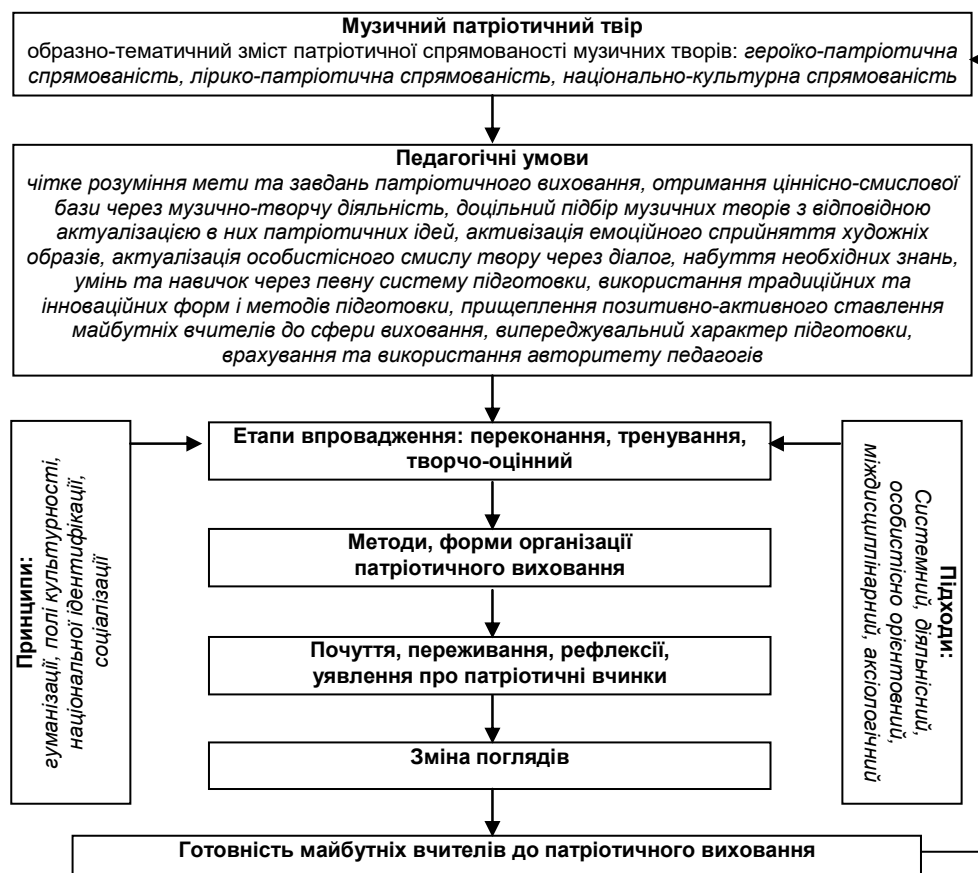 Музичний патріотичний твір
образно-тематичний зміст патріотичної спрямованості музичних творів: героїко-патріотична
спрямованість, лірико-патріотична спрямованість, національно-культурна спрямованість
Педагогічні умови
чітке розуміння мети та завдань патріотичного виховання, отримання ціннісно-смислової
бази через музично-творчу діяльність, доцільний підбір музичних творів з відповідною
актуалізацією в них патріотичних ідей, активізація емоційного сприйняття художніх
образів, актуалізація особистісного смислу твору через діалог, набуття необхідних знань,
умінь та навичок через певну систему підготовки, використання традиційних та
інноваційних форм і методів підготовки, прищеплення позитивно-активного ставлення
майбутніх вчителів до сфери виховання, випереджувальний характер підготовки,
врахування та використання авторитету педагогів
Принципи:
гуманізації, полі культурності,
національної ідентифікації,
соціалізації
Етапи впровадження: переконання, тренування,
творчо-оцінний
Методи, форми організації
патріотичного виховання
Почуття, переживання, рефлексії,
уявлення про патріотичні вчинки
Зміна поглядів
Підходи:
Системний, діяльнісний,
особистісно орієнтовний,
міждисциплінарний, аксіологічний
Готовність майбутніх вчителів до патріотичного виховання